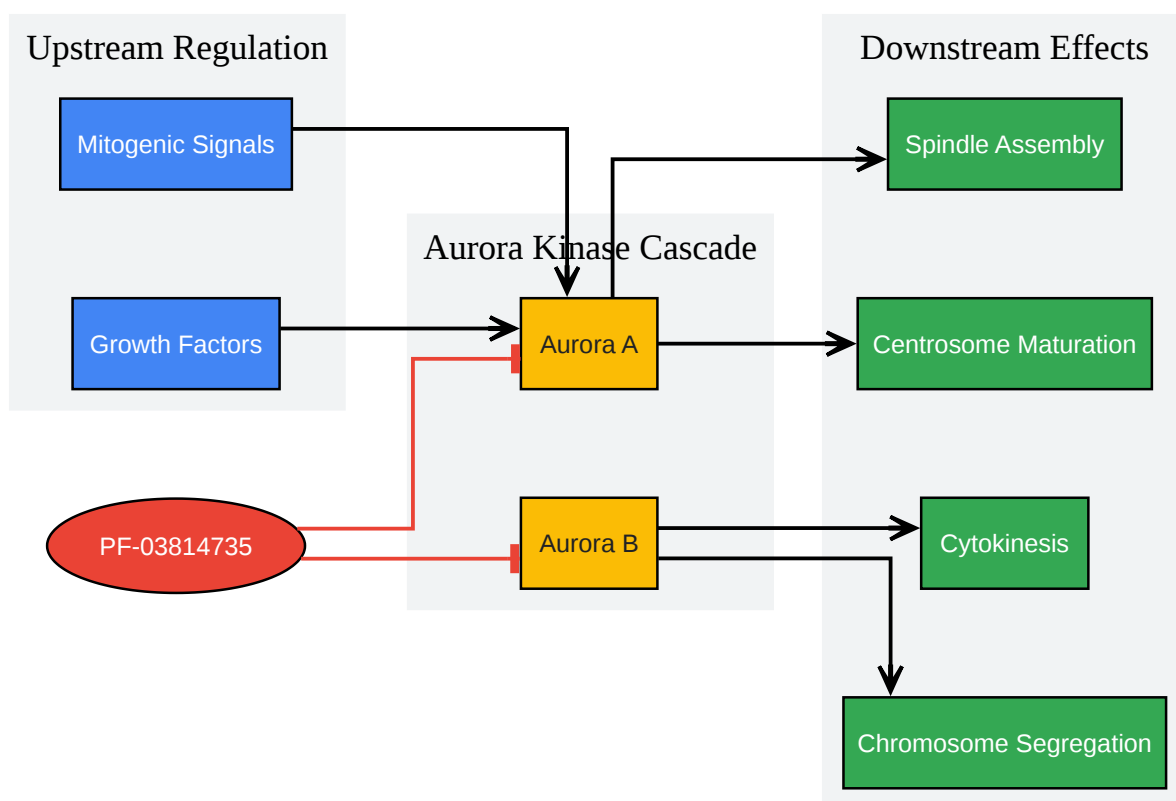 Upstream Regulation
Downstream Effects
Mitogenic Signals
Spindle Assembly
Aurora Kinase Cascade
Growth Factors
Aurora A
Centrosome Maturation
PF-03814735
Aurora B
Cytokinesis
Chromosome Segregation